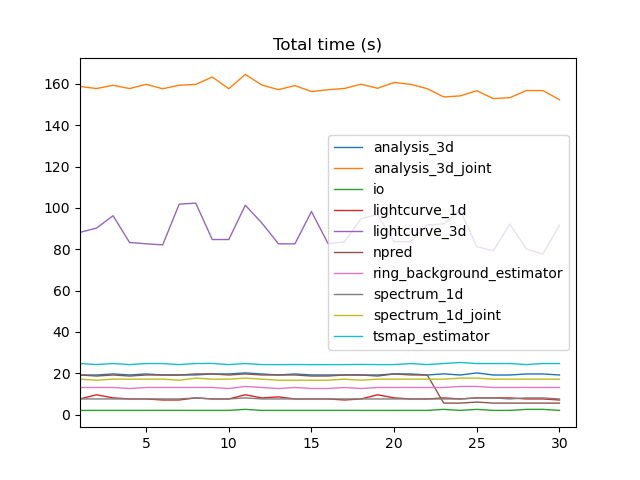 Total time (s)
160
140
120
100
80
60
40
20
0
analysis_3d
analysis_3d_joint
io
lightcurve_1d
lightcurve_3d
npred
ring_background_estimator
spectrum_1d
spectrum_1d_joint
tsmap_estimator
5 10 15 20 25 30